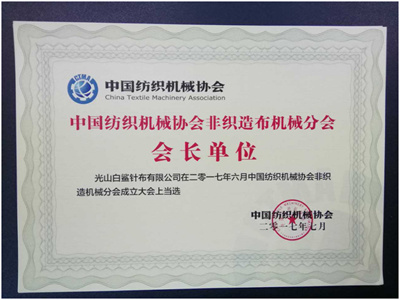 CTMA
中国纺织机械协会
China Textile Machinery Association
中国纺织机械协会非织造布机械分会
会长单位
光山白鲨针布有限公司在二零一七年六月中国纺织机械协会非织
造机械分会成立大会上当选
中国纺织机械协会
二零一七年七月